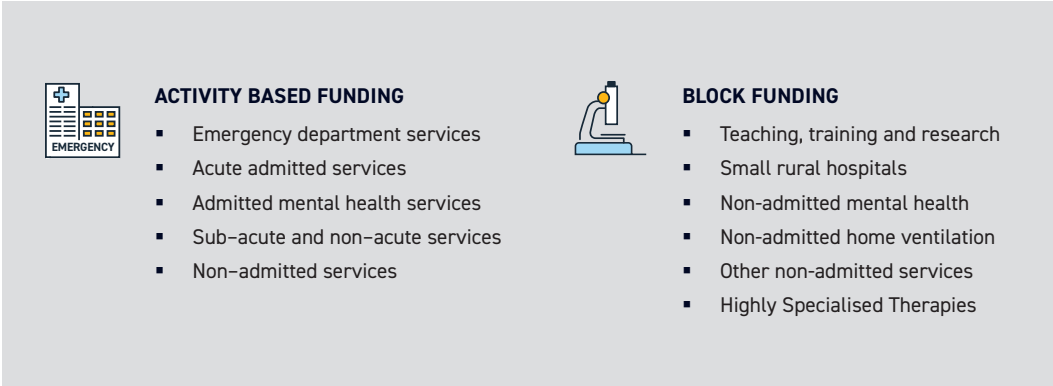 EMERGENCY
ACTIVITY BASED FUNDING
▪ Emergency department services
▪ Acute admitted services
▪ Admitted mental health services
▪ Sub–acute and non–acute services
▪ Non–admitted services
BLOCK FUNDING
▪ Teaching, training and research
▪ Small rural hospitals
▪ Non-admitted mental health
▪ Non-admitted home ventilation
▪ Other non-admitted services
▪ Highly Specialised Therapies